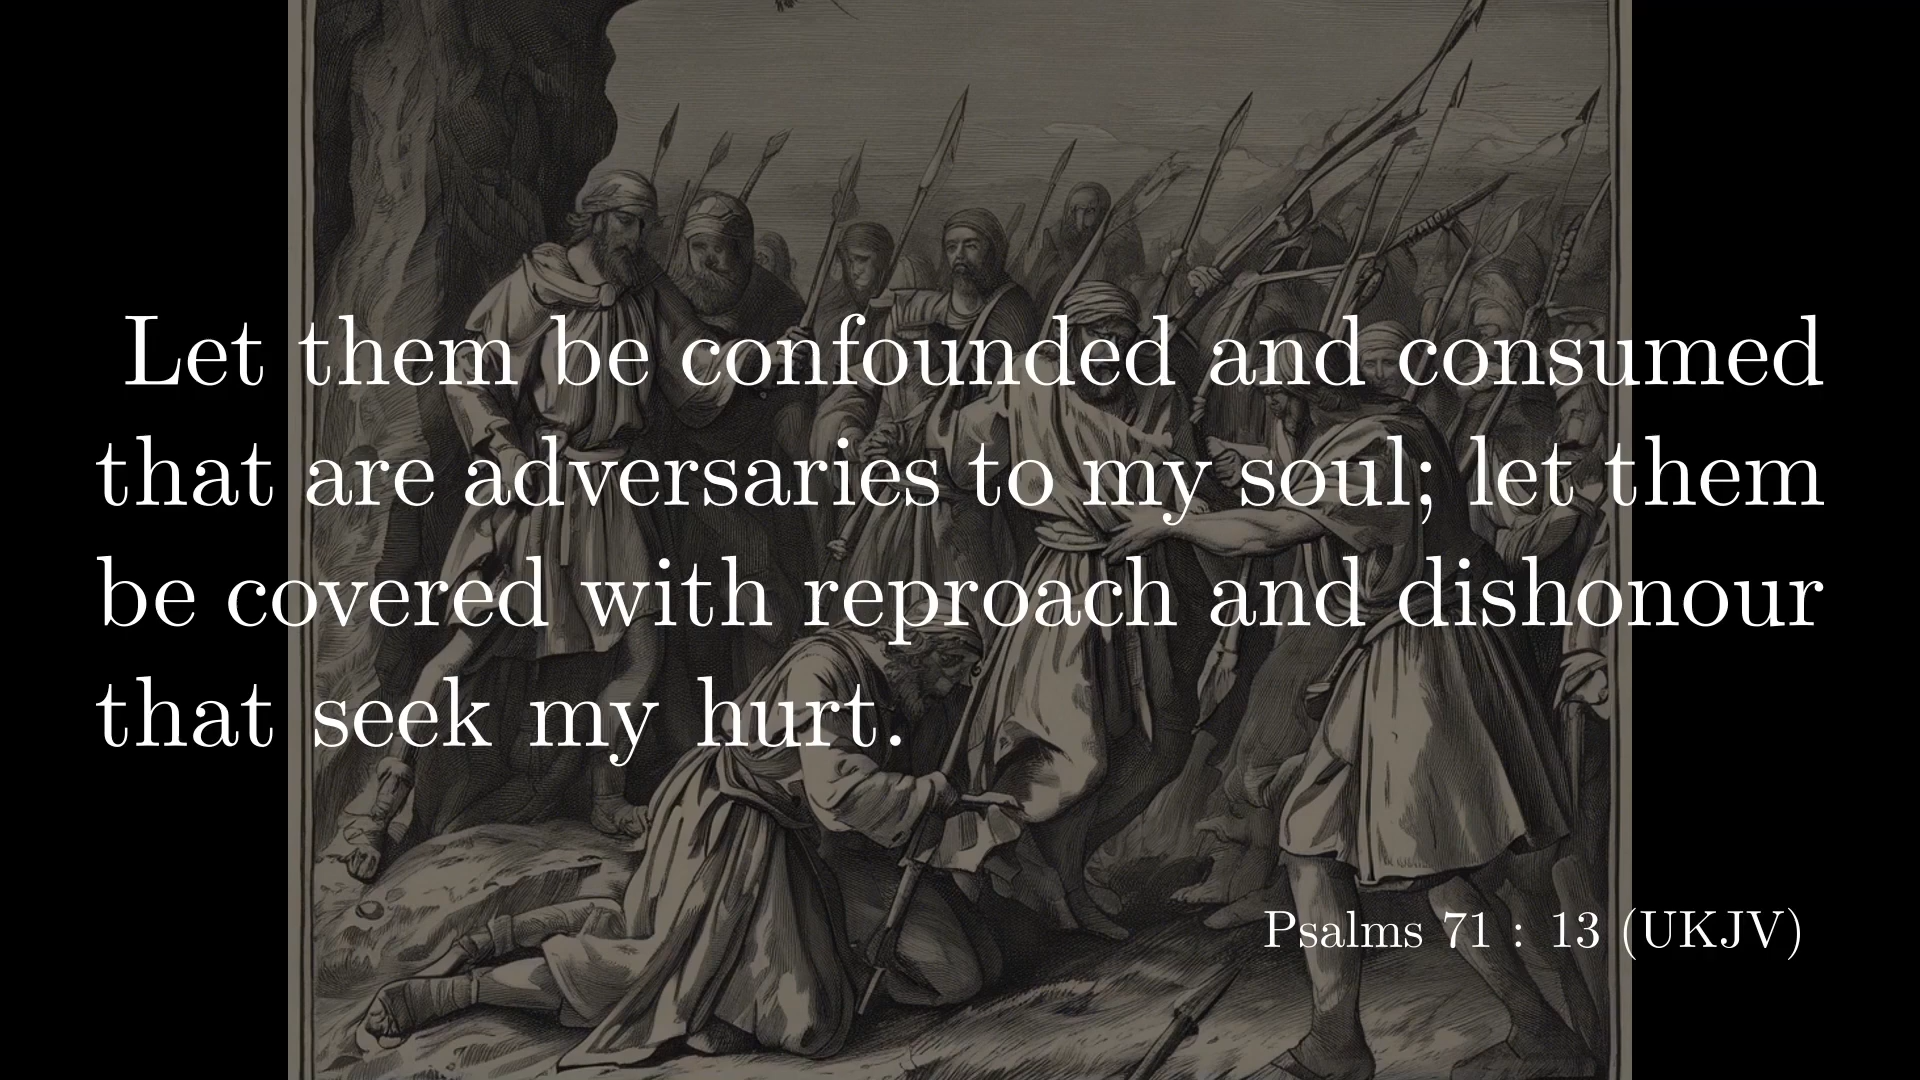 Let them be confounded and consumed
that are adversaries to my soul; let them
be covered with reproach and dishonour
that seek my hurt.
Psalms 71 : 13 (UKJV)